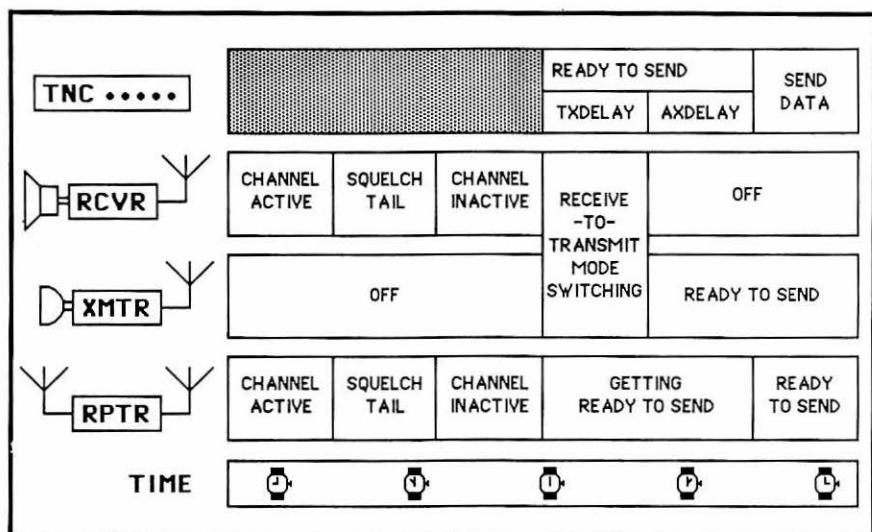 TNC •••••
READY TO SEND
TXDELAY
AXDELAY
SEND
DATA
RCVR
CHANNEL
ACTIVE
SQUELCH
TAIL
CHANNEL
INACTIVE
RECEIVE
-TO-
TRANSMIT
MODE
SWITCHING
OFF
XMTR
OFF
READY TO SEND
RPTR
CHANNEL
ACTIVE
SQUELCH
TAIL
CHANNEL
INACTIVE
GETTING
READY TO SEND
READY
TO SEND
TIME